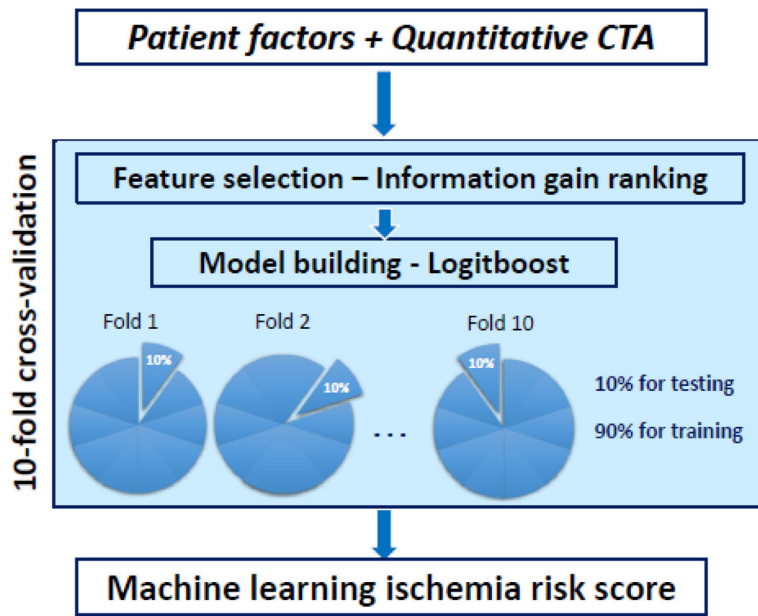 Patient factors + Quantitative CTA
10-fold cross-validation
Feature selection – Information gain ranking
Model building - Logitboost
Fold 1
Fold 2
Fold 10
10%
10%
10%
. . .
10% for testing
90% for training
Machine learning ischemia risk score